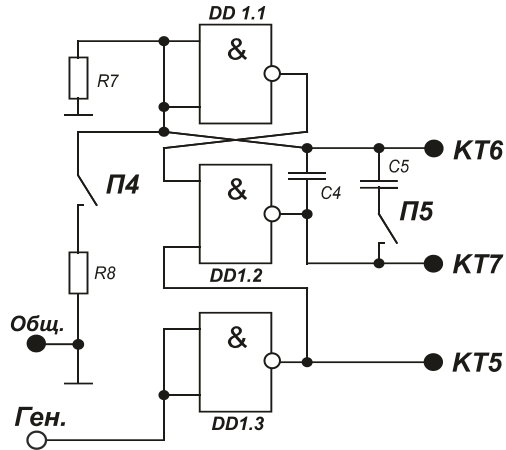 DD 1.1
&
R7
KT6
C5
C4
П4
&
П5
R8
DD1.2
KT7
Общ.
&
KT5
Ген.
DD1.3